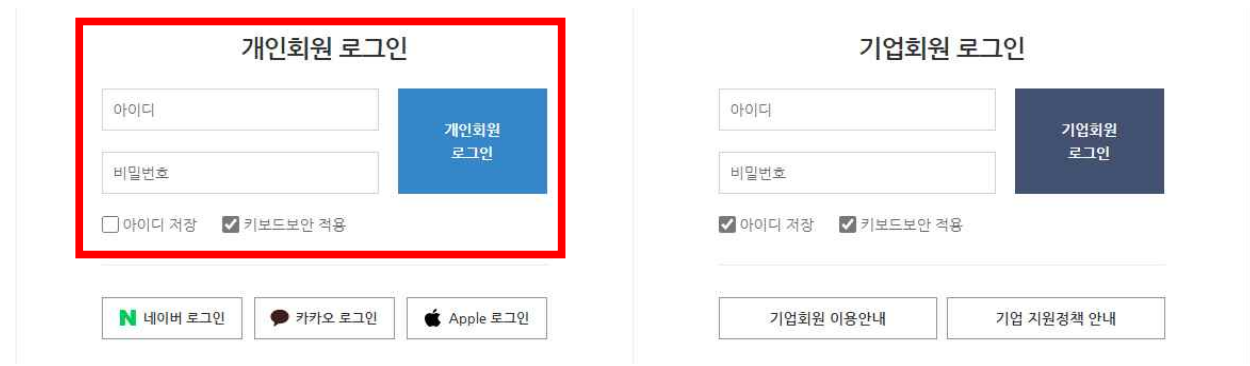 개인회원 로그인
아이디
비밀번호
개인회원
로그인
아이디 저장
키보드보안 적용
네이버 로그인
카카오 로그인
Apple 로그인
기업회원 로그인
아이디
비밀번호
기업회원
로그인
아이디 저장
키보드보안 적용
기업회원 이용안내
기업 지원정책 안내